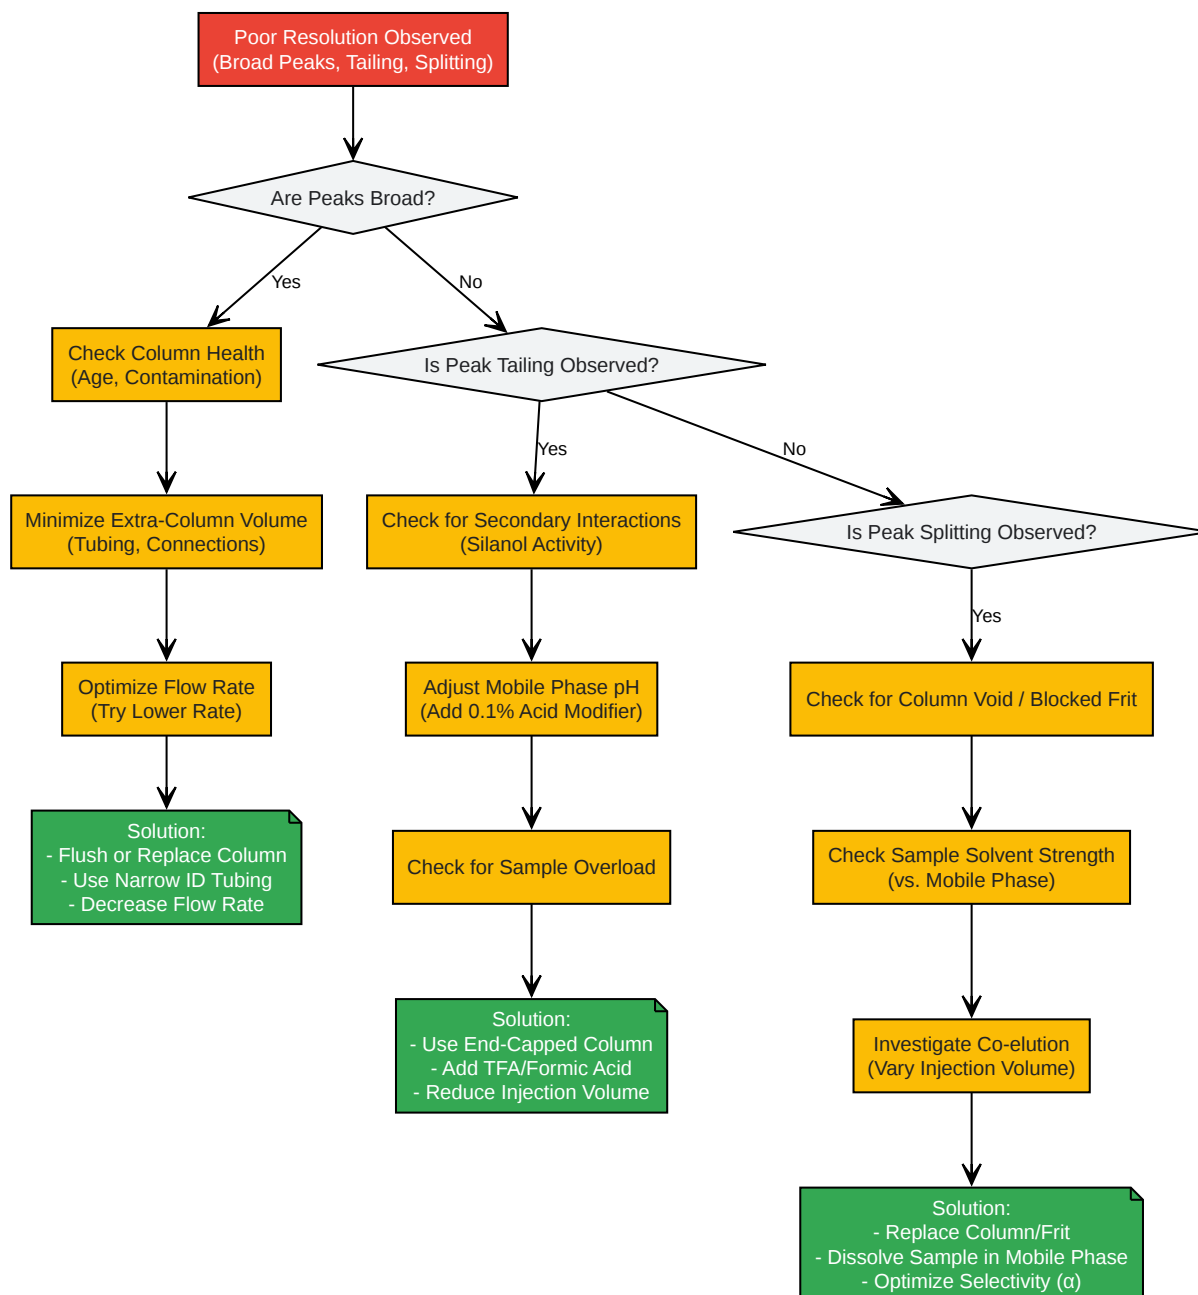 Poor Resolution Observed
(Broad Peaks, Tailing, Splitting)
Are Peaks Broad?
Yes
No
Check Column Health
(Age, Contamination)
Is Peak Tailing Observed?
Yes
No
Minimize Extra-Column Volume
(Tubing, Connections)
Check for Secondary Interactions
(Silanol Activity)
Is Peak Splitting Observed?
Yes
Optimize Flow Rate
(Try Lower Rate)
Adjust Mobile Phase pH
(Add 0.1% Acid Modifier)
Check for Column Void / Blocked Frit
Solution:
- Flush or Replace Column
- Use Narrow ID Tubing
- Decrease Flow Rate
Check for Sample Overload
Check Sample Solvent Strength
(vs. Mobile Phase)
Solution:
- Use End-Capped Column
- Add TFA/Formic Acid
- Reduce Injection Volume
Investigate Co-elution
(Vary Injection Volume)
Solution:
- Replace Column/Frit
- Dissolve Sample in Mobile Phase
- Optimize Selectivity (α)